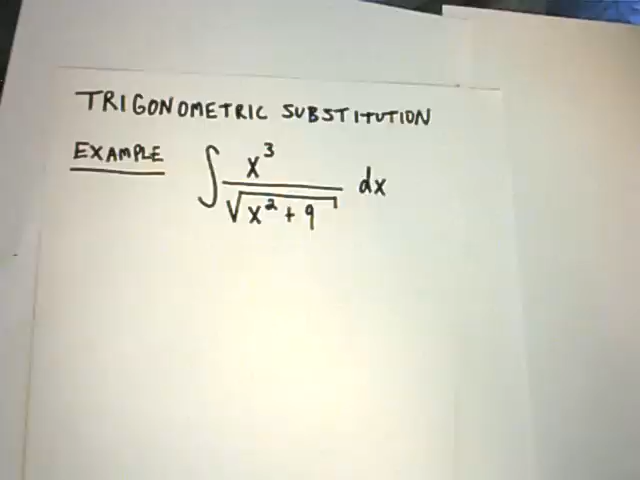 TRIGONOMETRIC SUBSTITUTION
EXAMPLE ∫ x³ / √(x² + 9) dx